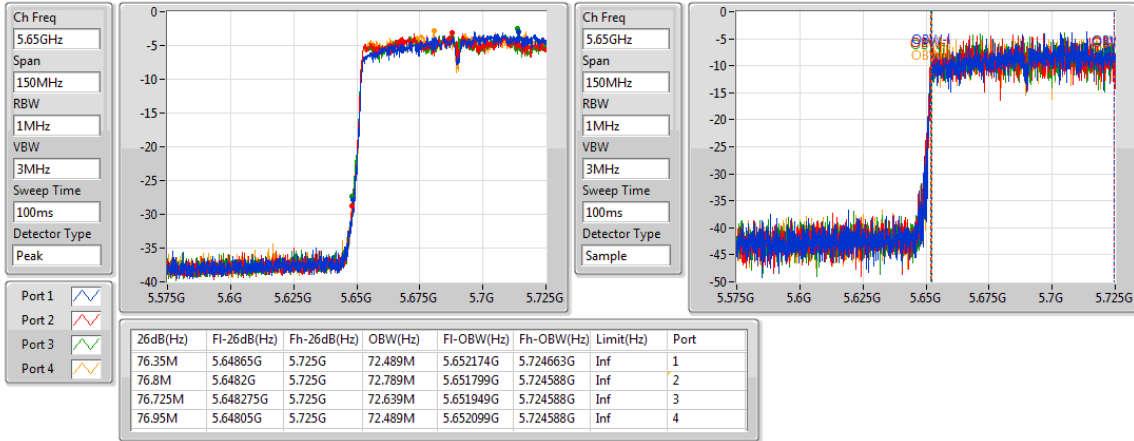 Ch Freq
5.65GHz
Span
150MHz
RBW
1MHz
VBW
3MHz
Sweep Time
100ms
Detector Type
Peak
0
-5
-10
-15
-20
-25
-30
-35
-40
5.575G 5.6G 5.625G 5.65G 5.675G 5.7G 5.725G
Ch Freq
5.65GHz
Span
150MHz
RBW
1MHz
VBW
3MHz
Sweep Time
100ms
Detector Type
Sample
0
-5
-10
-15
-20
-25
-30
-35
-40
-45
-50
5.575G 5.6G 5.625G 5.65G 5.675G 5.7G 5.725G
Port 1
Port 2
Port 3
Port 4
26dB(Hz) Fl-26dB(Hz) Fh-26dB(Hz) OBW(Hz) Fl-OBW(Hz) Fh-OBW(Hz) Limit(Hz) Port
76.35M 5.64865G 5.725G 72.489M 5.652174G 5.724663G Inf 1
76.8M 5.6482G 5.725G 72.789M 5.651799G 5.724588G Inf 2
76.725M 5.648275G 5.725G 72.639M 5.651949G 5.724588G Inf 3
76.95M 5.64805G 5.725G 72.489M 5.652099G 5.724588G Inf 4